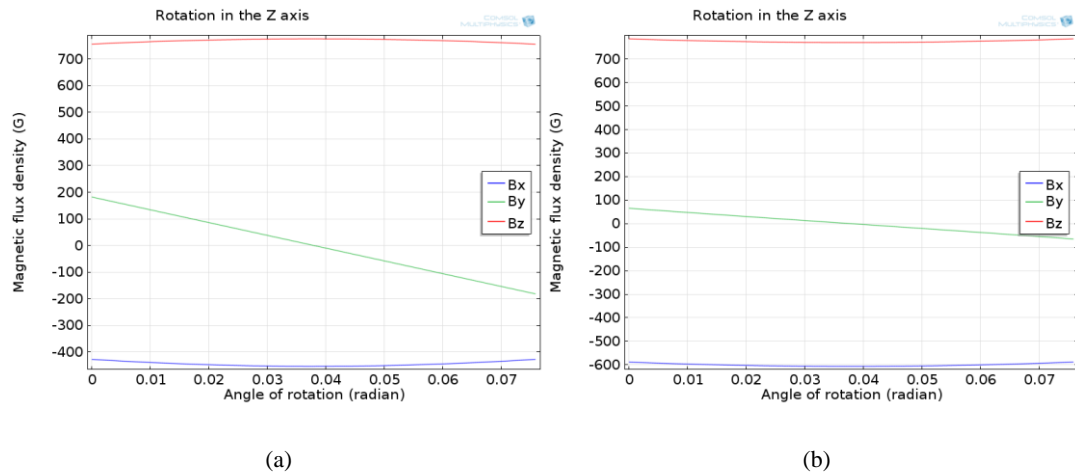 Rotation in the Z axis
COMSOL
MULTIPHYSICS
Magnetic flux density (G)
700
600
500
400
300
200
100
0
-100
-200
-300
-400
Bx
By
Bz
0
0.01
0.02
0.03
0.04
0.05
0.06
0.07
Angle of rotation (radian)
(a)
Rotation in the Z axis
COMSOL
MULTIPHYSICS
Magnetic flux density (G)
700
600
500
400
300
200
100
0
-100
-200
-300
-400
-500
-600
Bx
By
Bz
0
0.01
0.02
0.03
0.04
0.05
0.06
0.07
Angle of rotation (radian)
(b)